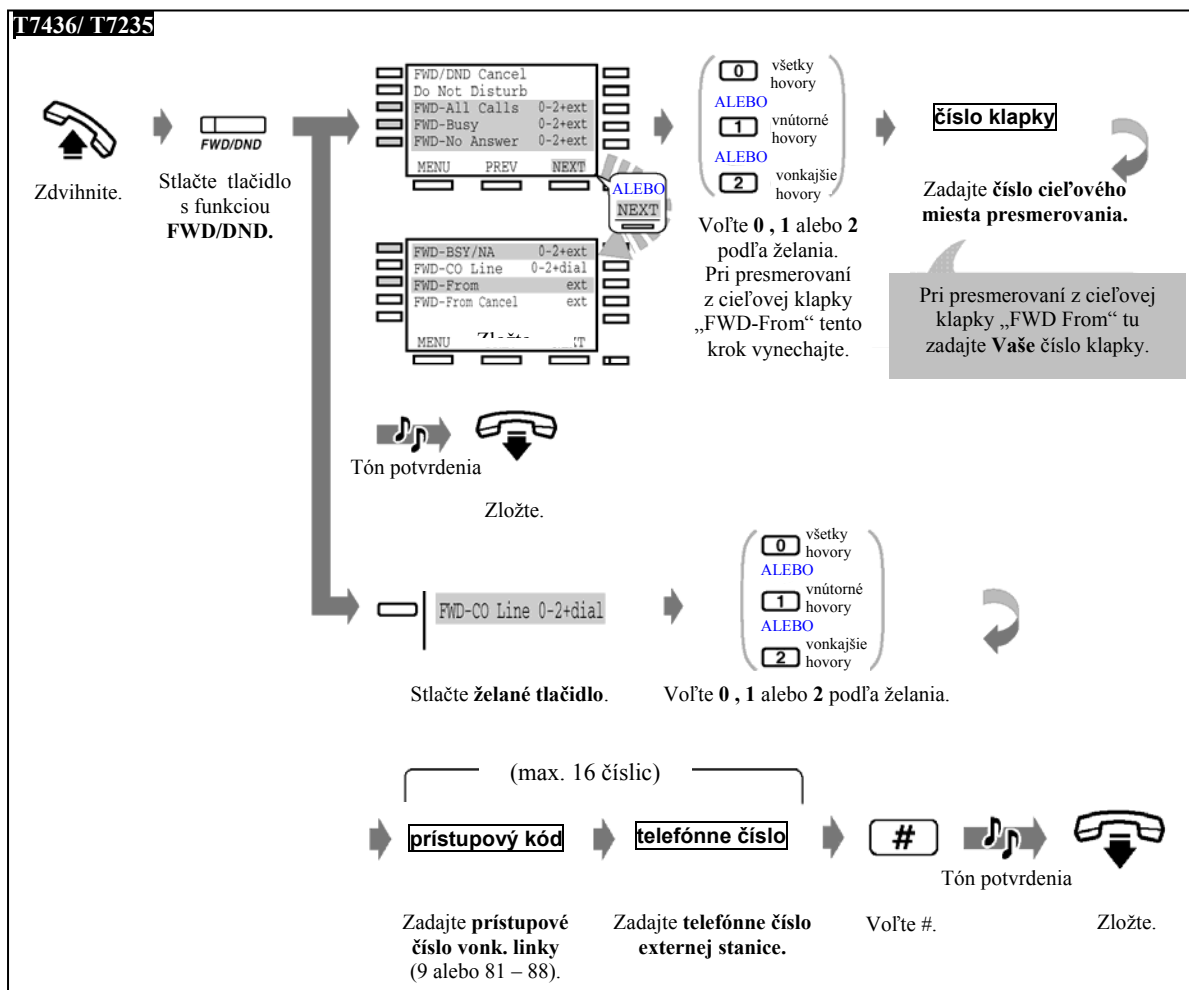 T7436/ T7235
FWD/DND Cancel
Do Not Disturb
FWD-All Calls 0-2+ext
FWD-Busy 0-2+ext
FWD-No Answer 0-2+ext
MENU PREV NEXT
ALEBO
NEXT
FWD-BSY/NA 0-2+ext
FWD-CO Line 0-2+dial
FWD-From ext
FWD-From Cancel ext
MENU
FWD/DND
Zdvihnite.
Stlačte tlačidlo
s funkciou
FWD/DND.
0 všetky
hovory
ALEBO
1 vnútorné
hovory
ALEBO
2 vonkajšie
hovory
Voľte 0 , 1 alebo 2
podľa želania.
Pri presmerovaní
z cieľovej klapky
„FWD-From“ tento
krok vynechajte.
číslo klapky
Zadajte číslo cieľového
miesta presmerovania.
Pri presmerovaní z cieľovej
klapky „FWD From“ tu
zadajte Vaše číslo klapky.
Tón potvrdenia
Zložte.
FWD-CO Line 0-2+dial
Stlačte želané tlačidlo.
0 všetky
hovory
ALEBO
1 vnútorné
hovory
ALEBO
2 vonkajšie
hovory
Voľte 0 , 1 alebo 2 podľa želania.
(max. 16 číslic)
prístupový kód
telefónne číslo
#
Tón potvrdenia
Zadajte prístupové
číslo vonk. linky
(9 alebo 81 – 88).
Zadajte telefónne číslo
externej stanice.
Voľte #.
Zložte.